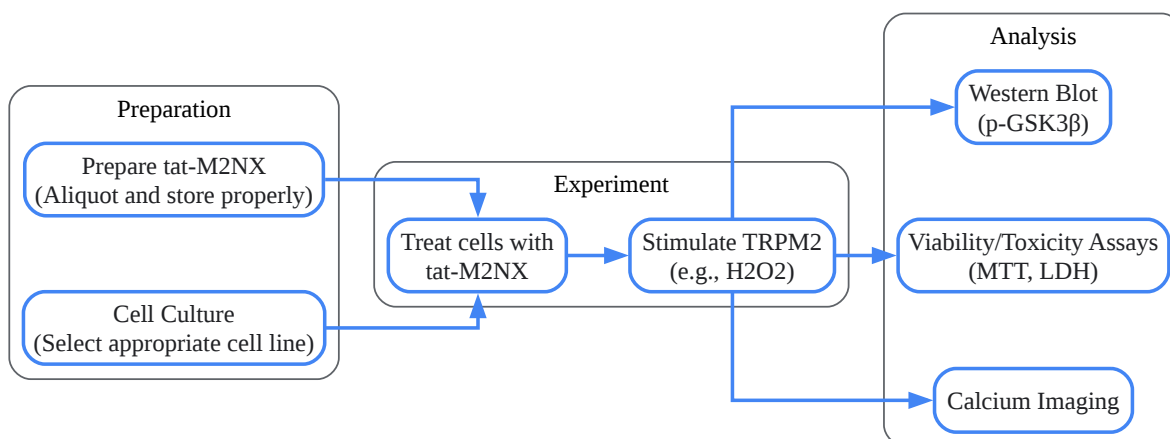 Preparation
Prepare tat-M2NX
(Aliquot and store properly)
Cell Culture
(Select appropriate cell line)
Experiment
Treat cells with
tat-M2NX
Stimulate TRPM2
(e.g., H2O2)
Analysis
Western Blot
(p-GSK3β)
Viability/Toxicity Assays
(MTT, LDH)
Calcium Imaging